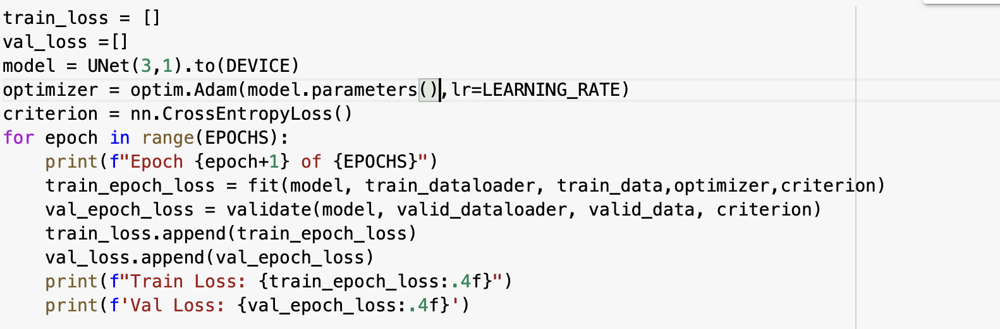 train_loss = []
val_loss =[]
model = UNet(3,1).to(DEVICE)
optimizer = optim.Adam(model.parameters(),lr=LEARNING_RATE)
criterion = nn.CrossEntropyLoss()
for epoch in range(EPOCHS):
    print(f"Epoch {epoch+1} of {EPOCHS}")
    train_epoch_loss = fit(model, train_dataloader, train_data,optimizer,criterion)
    val_epoch_loss = validate(model, valid_dataloader, valid_data, criterion)
    train_loss.append(train_epoch_loss)
    val_loss.append(val_epoch_loss)
    print(f"Train Loss: {train_epoch_loss:.4f}")
    print(f'Val Loss: {val_epoch_loss:.4f}')